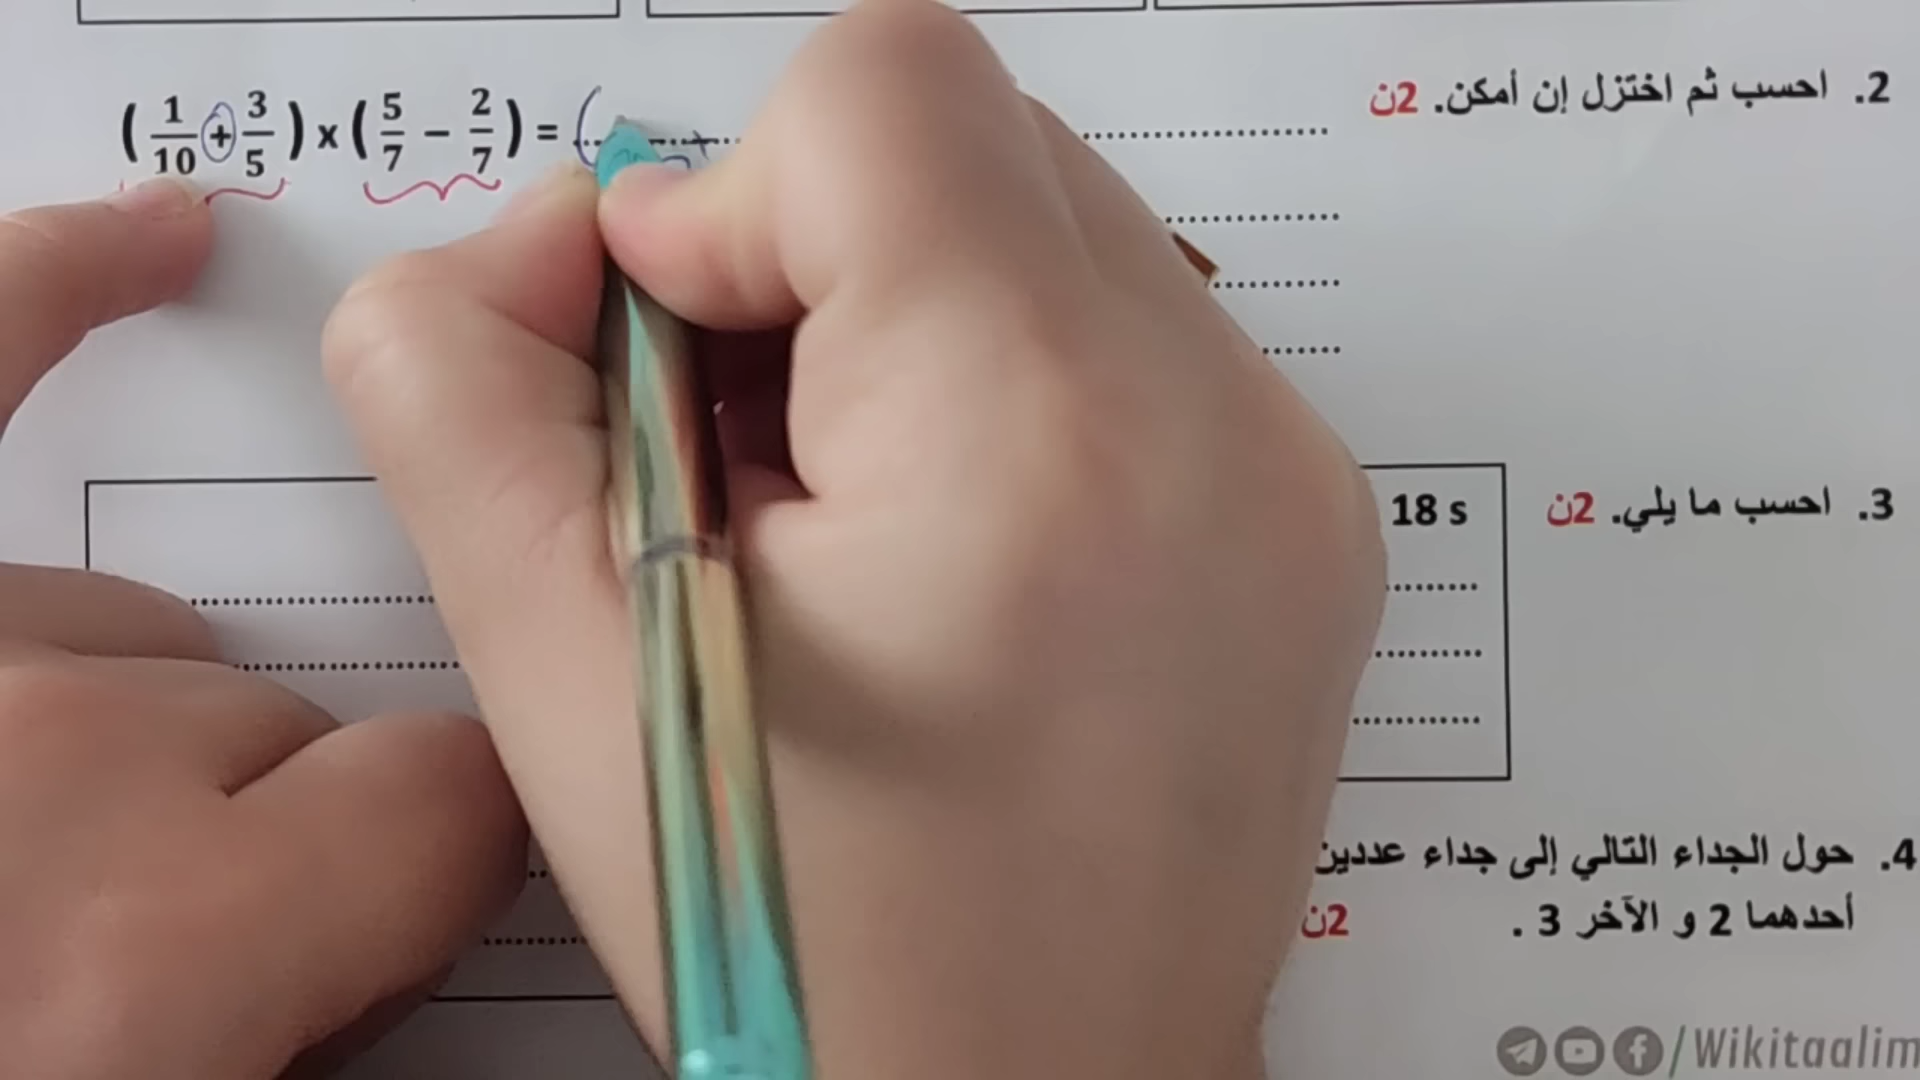 2. احسب ثم اختزل إن أمكن. 2ن
(1/10 + 3/5) x (5/7 − 2/7) = (
3. احسب ما يلي. 2ن
18 s
4. حول الجداء التالي إلى جداء عددين
أحدهما 2 و الآخر 3 . 2ن
/Wikitaalim